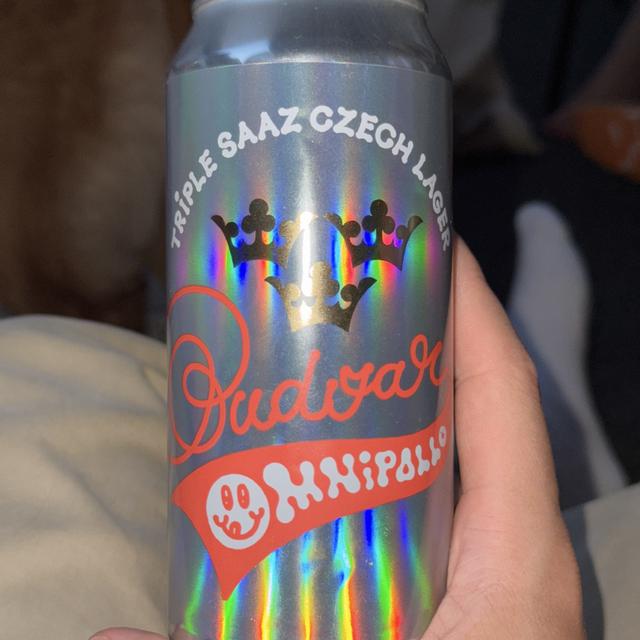 TRiPLE SAAZ CZECH LAGER
Budvar
OMNiPOLLO